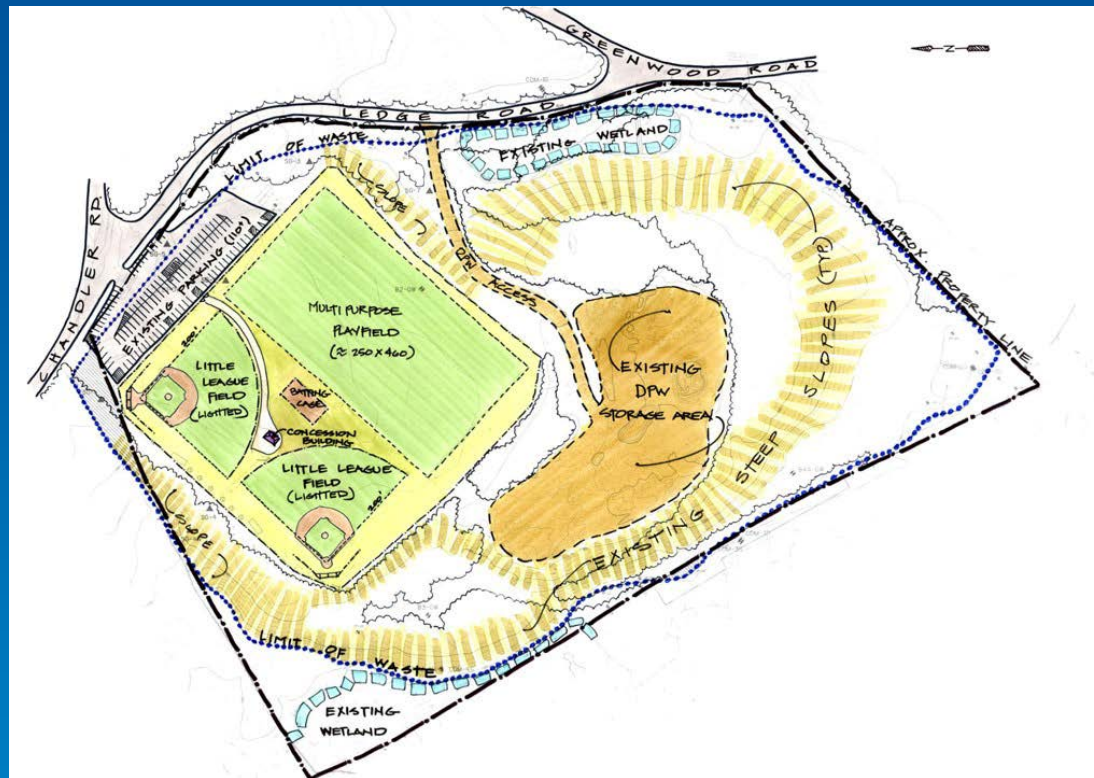 GREENWOOD ROAD
N
LEDGE ROAD
LIMIT OF WASTE
EXISTING WETLAND
CHANDLER RD.
EXISTING PARKING (110±)
SLOPE
DPW ACCESS
MULTI PURPOSE
PLAYFIELD
(≈ 250 X 460)
200'
LITTLE
LEAGUE
FIELD
(LIGHTED)
BATTING
CAGE
CONCESSION
BUILDING
LITTLE LEAGUE
FIELD
(LIGHTED)
200'
EXISTING
DPW
STORAGE AREA
APPROX. PROPERTY LINE
EXISTING STEEP SLOPES (TYP.)
SLOPE
LIMIT OF WASTE
EXISTING
WETLAND